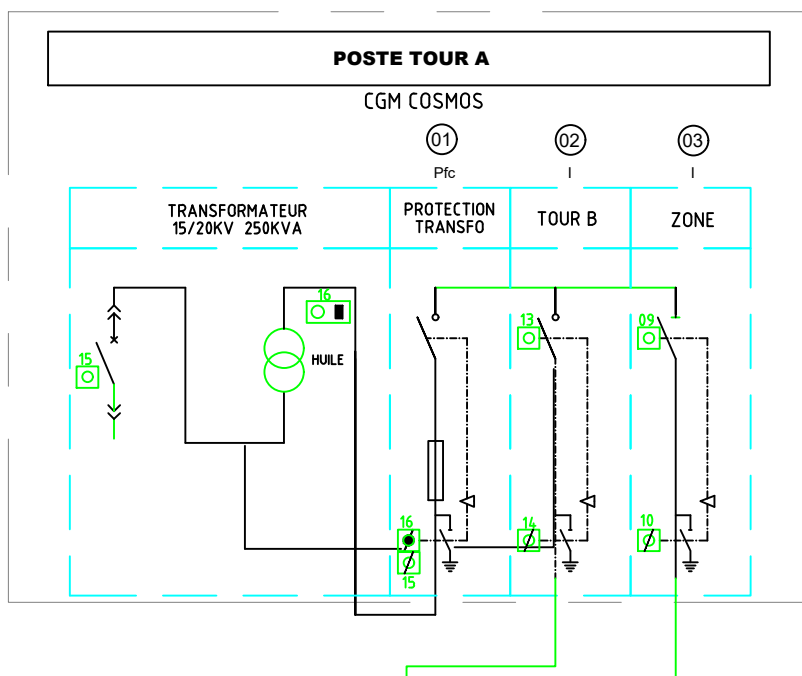 POSTE TOUR A
CGM COSMOS
01
02
03
Pfc
I
I
TRANSFORMATEUR
15/20KV 250KVA
PROTECTION
TRANSFO
TOUR B
ZONE
16
13
09
15
HUILE
16
14
10
15